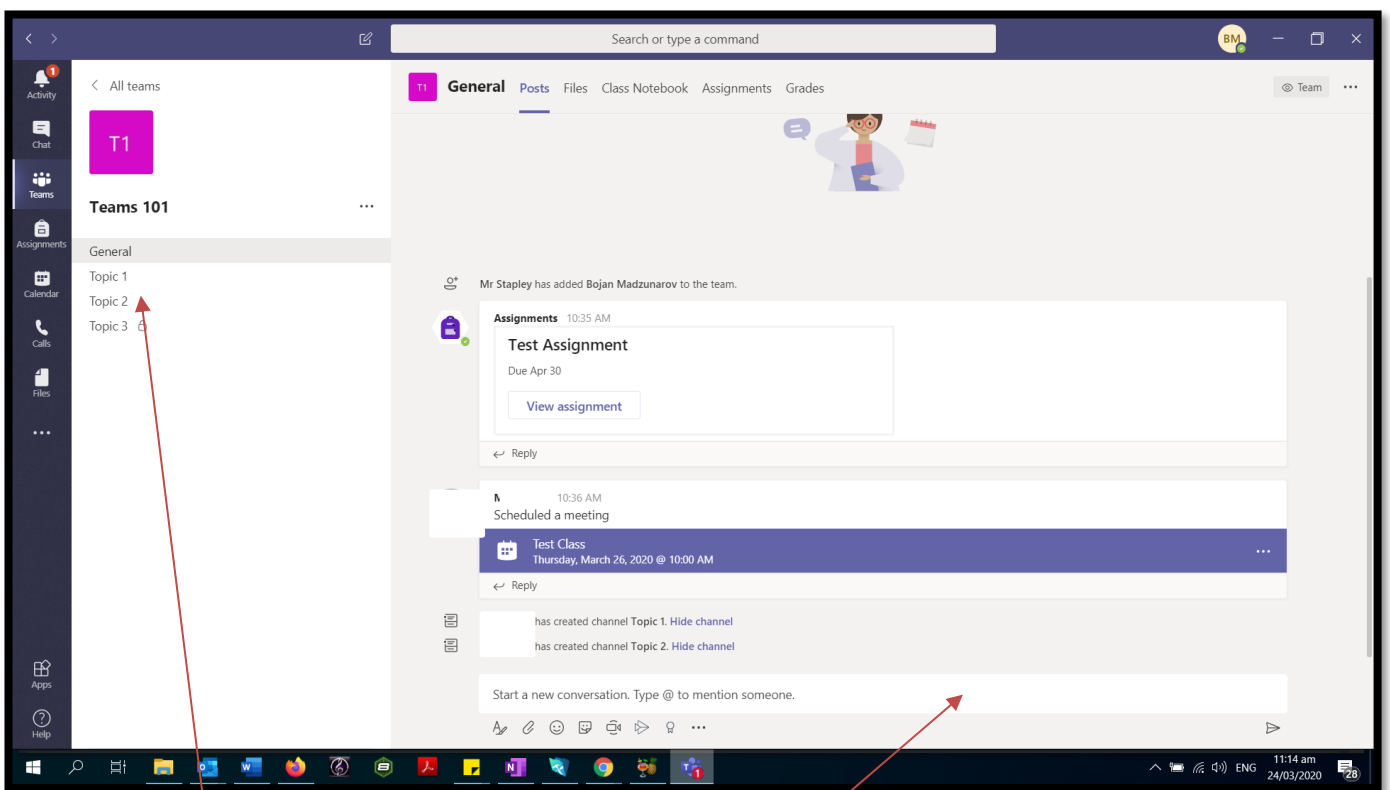 Search or type a command
BM
1
Activity
Chat
Teams
Assignments
Calendar
Calls
Files
Apps
Help
All teams
T1
Teams 101
General
Topic 1
Topic 2
Topic 3
T1 General Posts Files Class Notebook Assignments Grades
Team
Mr Stapley has added Bojan Madzunarov to the team.
Assignments 10:35 AM
Test Assignment
Due Apr 30
View assignment
Reply
10:36 AM
Scheduled a meeting
Test Class
Thursday, March 26, 2020 @ 10:00 AM
Reply
has created channel Topic 1. Hide channel
has created channel Topic 2. Hide channel
Start a new conversation. Type @ to mention someone.
ENG
11:14 am
24/03/2020
28